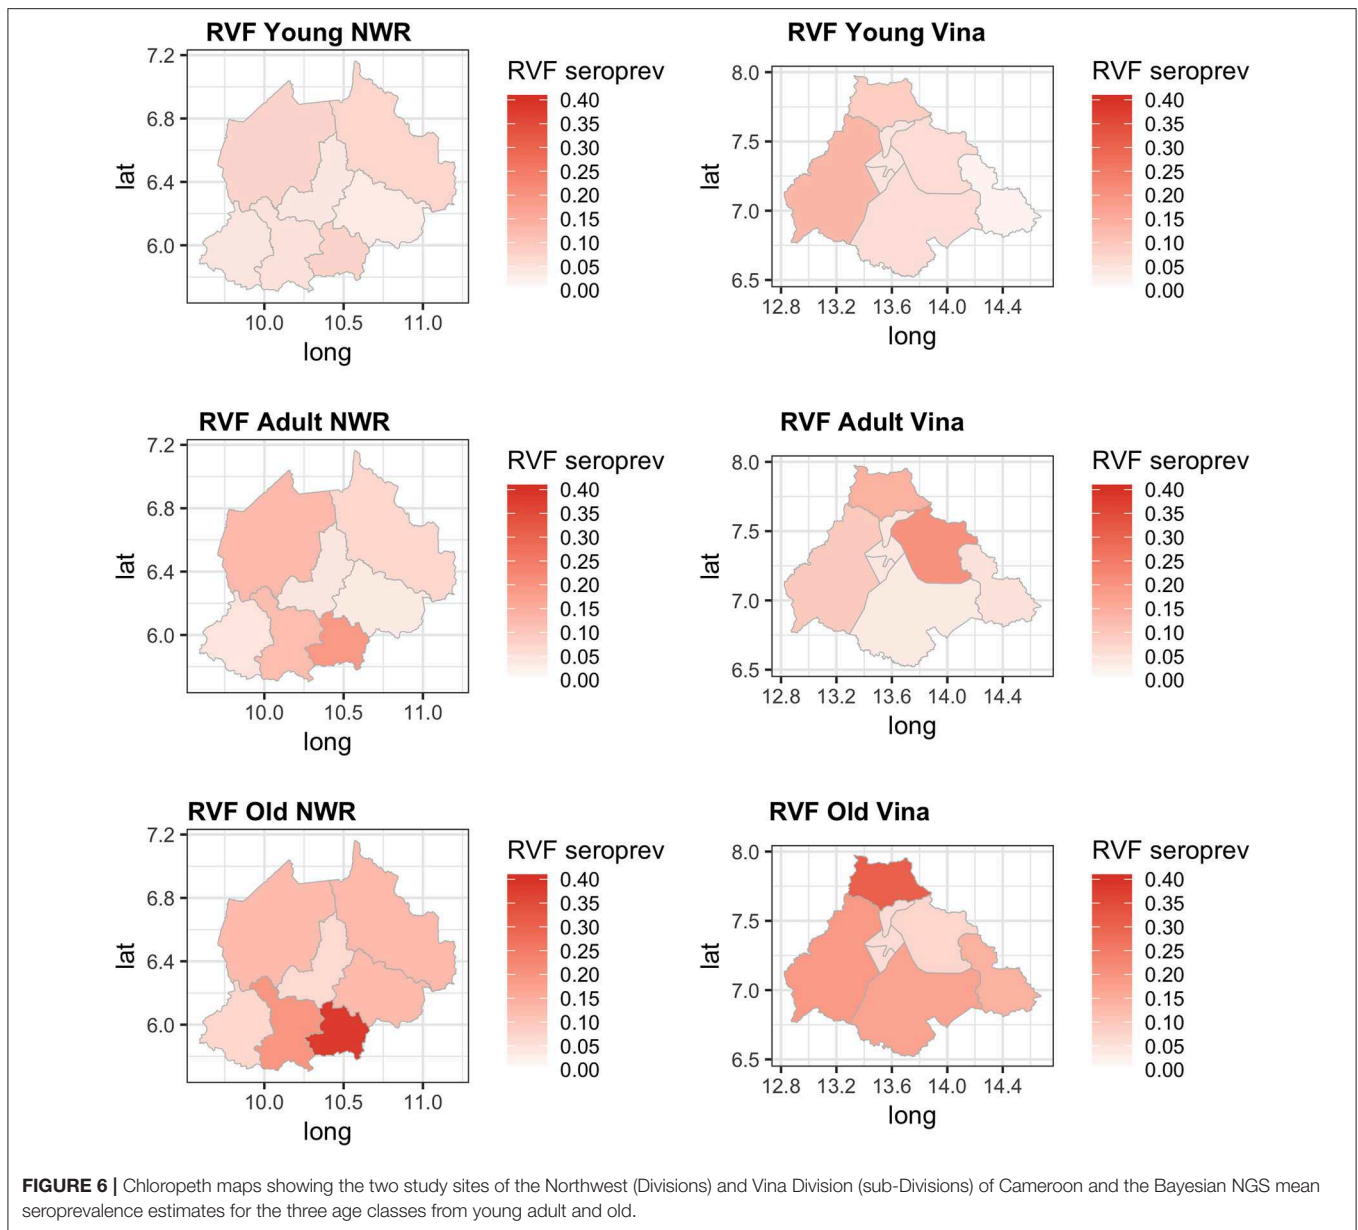 RVF Young NWR
7.2
6.8
6.4
6.0
lat
10.0 10.5 11.0
long
RVF seroprev
0.40
0.35
0.30
0.25
0.20
0.15
0.10
0.05
0.00
RVF Young Vina
8.0
7.5
7.0
6.5
lat
12.8 13.2 13.6 14.0 14.4
long
RVF seroprev
0.40
0.35
0.30
0.25
0.20
0.15
0.10
0.05
0.00
RVF Adult NWR
7.2
6.8
6.4
6.0
lat
10.0 10.5 11.0
long
RVF seroprev
0.40
0.35
0.30
0.25
0.20
0.15
0.10
0.05
0.00
RVF Adult Vina
8.0
7.5
7.0
6.5
lat
12.8 13.2 13.6 14.0 14.4
long
RVF seroprev
0.40
0.35
0.30
0.25
0.20
0.15
0.10
0.05
0.00
RVF Old NWR
7.2
6.8
6.4
6.0
lat
10.0 10.5 11.0
long
RVF seroprev
0.40
0.35
0.30
0.25
0.20
0.15
0.10
0.05
0.00
RVF Old Vina
8.0
7.5
7.0
6.5
lat
12.8 13.2 13.6 14.0 14.4
long
RVF seroprev
0.40
0.35
0.30
0.25
0.20
0.15
0.10
0.05
0.00
FIGURE 6 | Chloropeth maps showing the two study sites of the Northwest (Divisions) and Vina Division (sub-Divisions) of Cameroon and the Bayesian NGS mean
seroprevalence estimates for the three age classes from young adult and old.